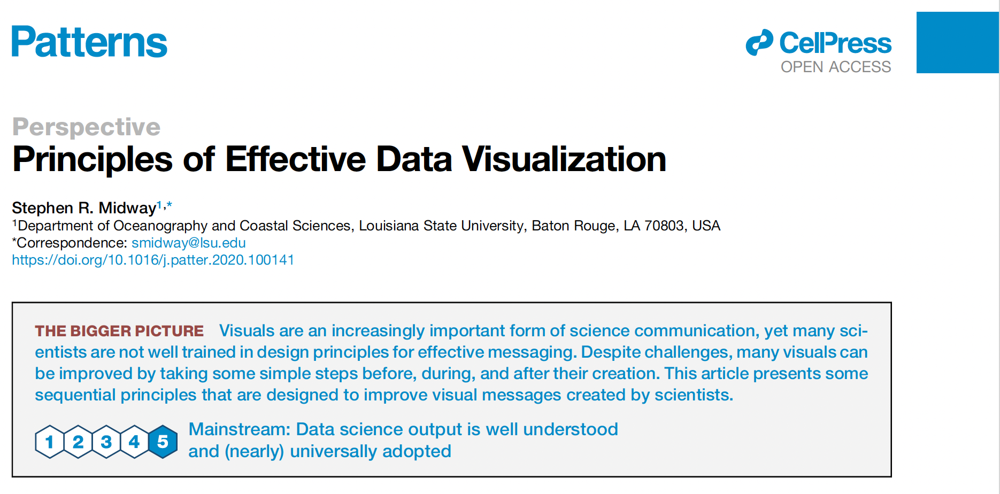 Patterns
CellPress
OPEN ACCESS
Perspective
Principles of Effective Data Visualization
Stephen R. Midway1,*
1Department of Oceanography and Coastal Sciences, Louisiana State University, Baton Rouge, LA 70803, USA
*Correspondence: smidway@lsu.edu
https://doi.org/10.1016/j.patter.2020.100141
THE BIGGER PICTURE Visuals are an increasingly important form of science communication, yet many sci-
entists are not well trained in design principles for effective messaging. Despite challenges, many visuals can
be improved by taking some simple steps before, during, and after their creation. This article presents some
sequential principles that are designed to improve visual messages created by scientists.
1 2 3 4 5 Mainstream: Data science output is well understood
and (nearly) universally adopted